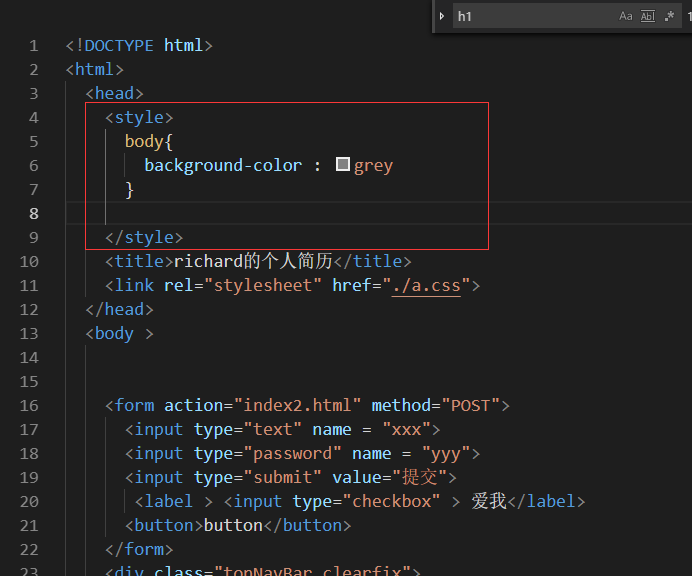 h1 Aa Abl .* 1
1 <!DOCTYPE html>
2 <html>
3 <head>
4 <style>
5 body{
6 background-color : grey
7 }
8
9 </style>
10 <title>richard的个人简历</title>
11 <link rel="stylesheet" href="./a.css">
12 </head>
13 <body >
14
15
16 <form action="index2.html" method="POST">
17 <input type="text" name = "xxx">
18 <input type="password" name = "yyy">
19 <input type="submit" value="提交">
20 <label > <input type="checkbox" > 爱我</label>
21 <button>button</button>
22 </form>
23 <div class="topNavBar clearfix">